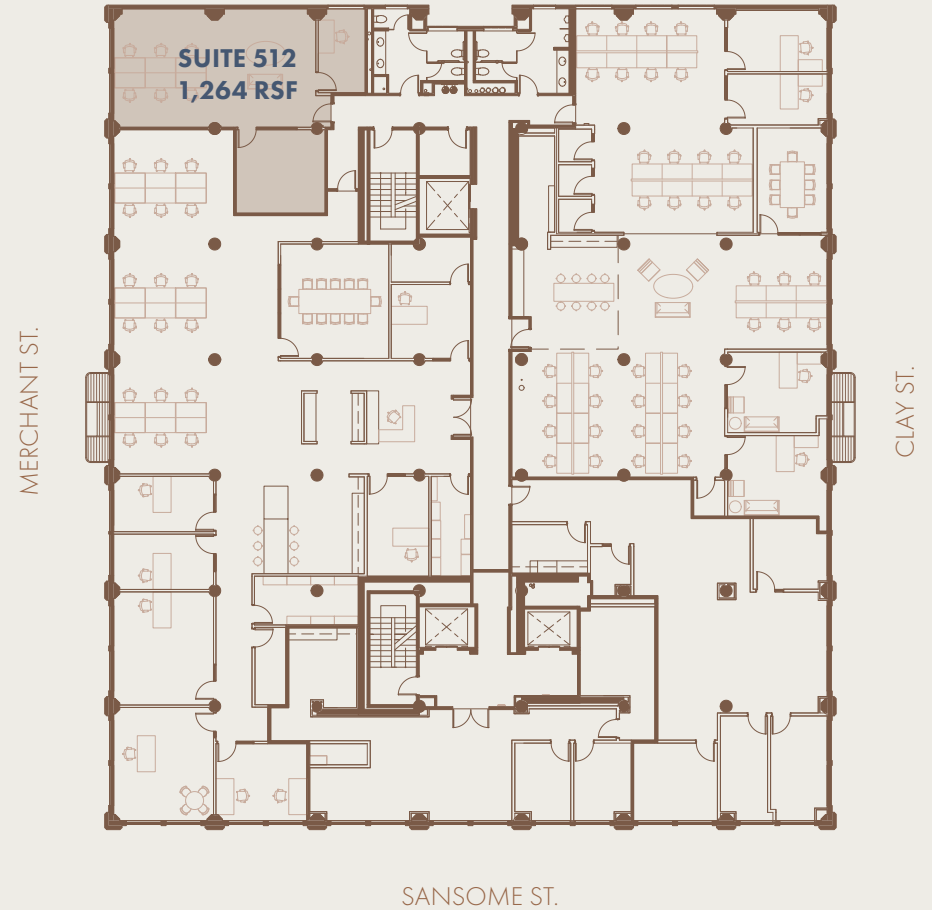 SUITE 512
1,264 RSF
MERCHANT ST.
CLAY ST.
SANSOME ST.